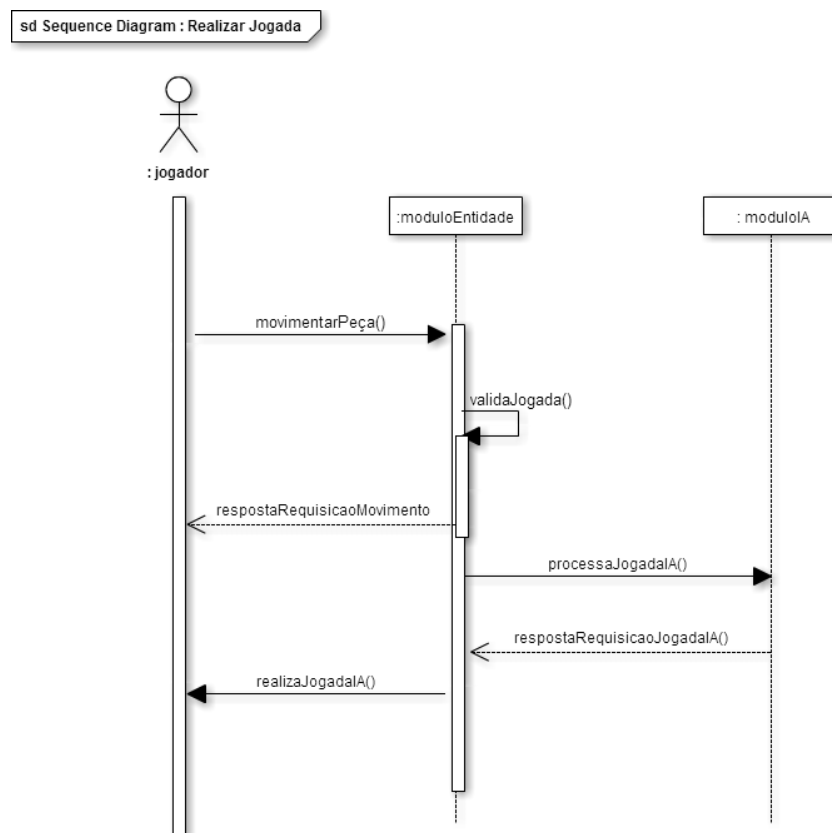 sd Sequence Diagram : Realizar Jogada
: jogador
:moduloEntidade
: moduloIA
movimentarPeça()
validaJogada()
respostaRequisicaoMovimento
processaJogadaIA()
respostaRequisicaoJogadaIA()
realizaJogadaIA()